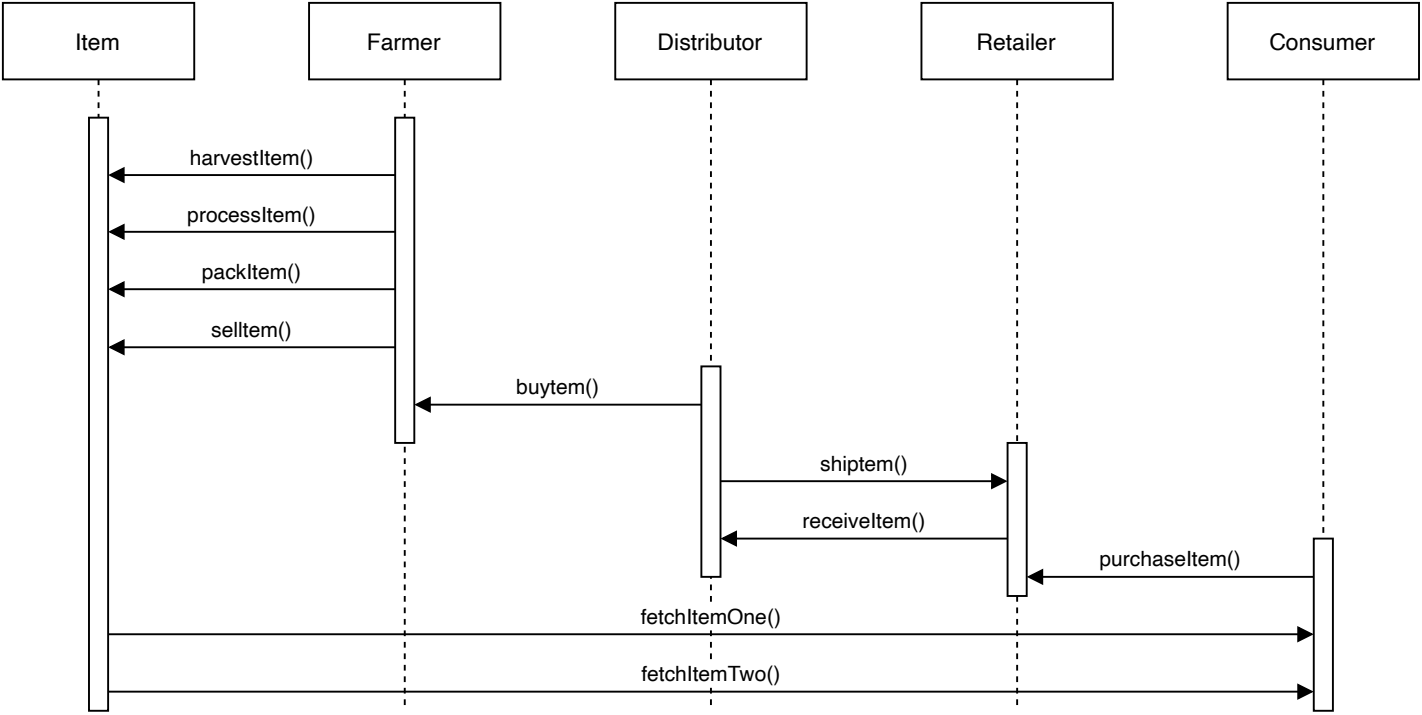 Item
Farmer
Distributor
Retailer
Consumer
harvestItem()
processItem()
packItem()
sellItem()
buytem()
shiptem()
receiveItem()
purchaseItem()
fetchItemOne()
fetchItemTwo()